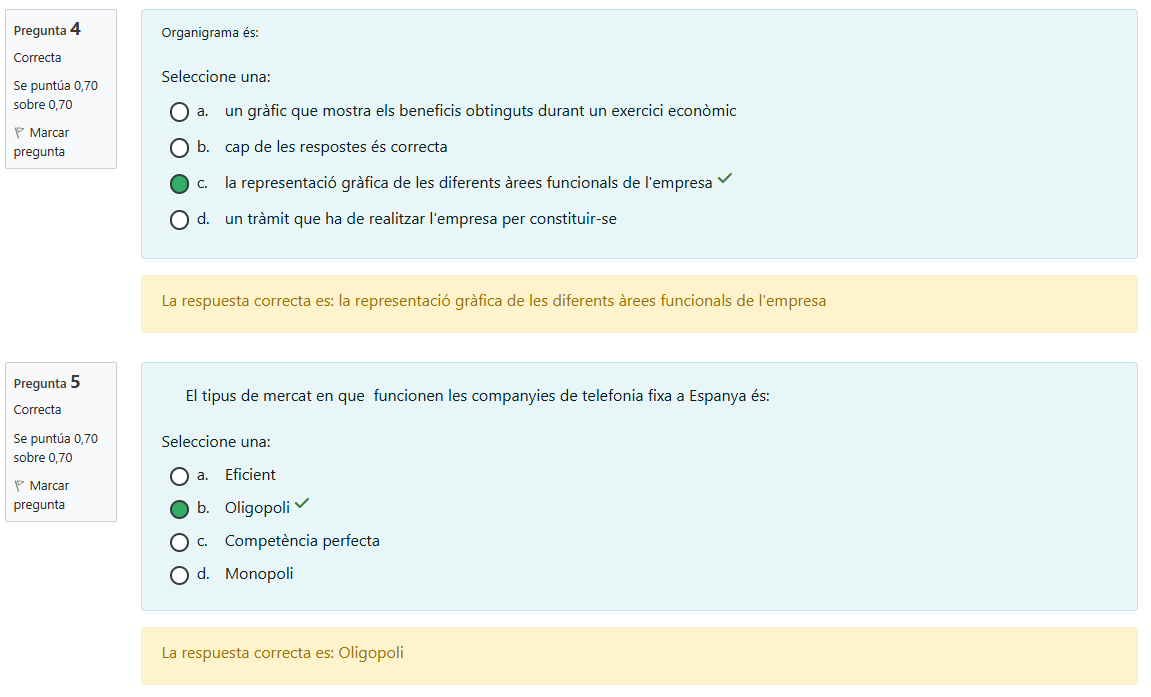 Pregunta 4
Correcta
Se puntúa 0,70
sobre 0,70
Marcar
pregunta
Organigrama és:
Seleccione una:
a. un gràfic que mostra els beneficis obtinguts durant un exercici econòmic
b. cap de les respostes és correcta
c. la representació gràfica de les diferents àrees funcionals de l'empresa
d. un tràmit que ha de realitzar l'empresa per constituir-se
La respuesta correcta es: la representació gràfica de les diferents àrees funcionals de l'empresa
Pregunta 5
Correcta
Se puntúa 0,70
sobre 0,70
Marcar
pregunta
El tipus de mercat en que  funcionen les companyies de telefonia fixa a Espanya és:
Seleccione una:
a. Eficient
b. Oligopoli
c. Competència perfecta
d. Monopoli
La respuesta correcta es: Oligopoli